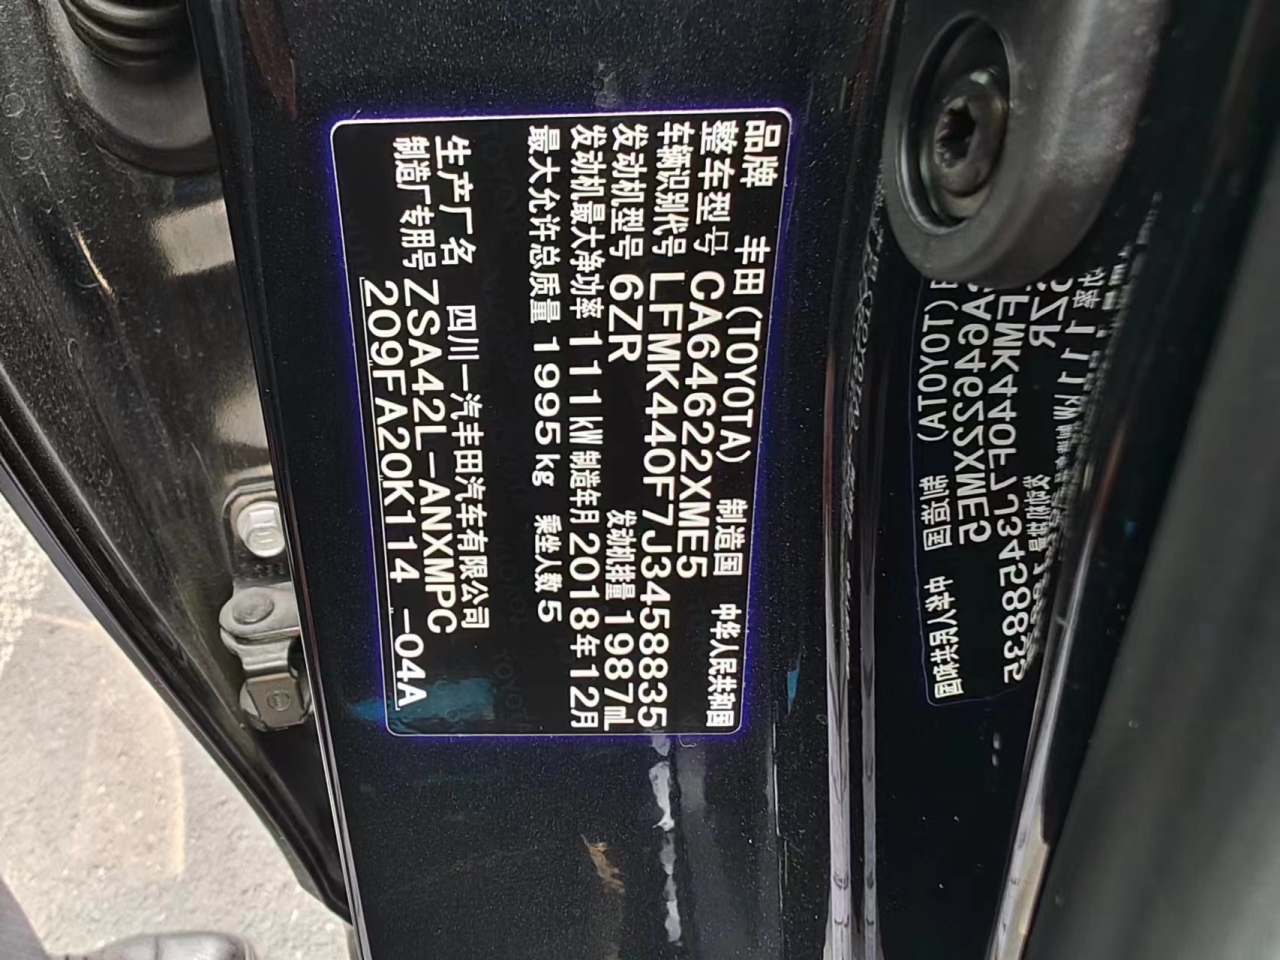 品牌 丰田(TOYOTA) 制造国 中华人民共和国
整车型号 CA64622XME5
车辆识别代号 LFMK440F7J3458835
发动机型号 6ZR 发动机排量 1987mL
发动机最大净功率 111kW 制造年月 2018年12月
最大允许总质量 1995kg 乘坐人数 5
生产厂名 四川一汽丰田汽车有限公司
制造厂专用号 ZSA42L-ANXMPC
209FA20K114 -04A